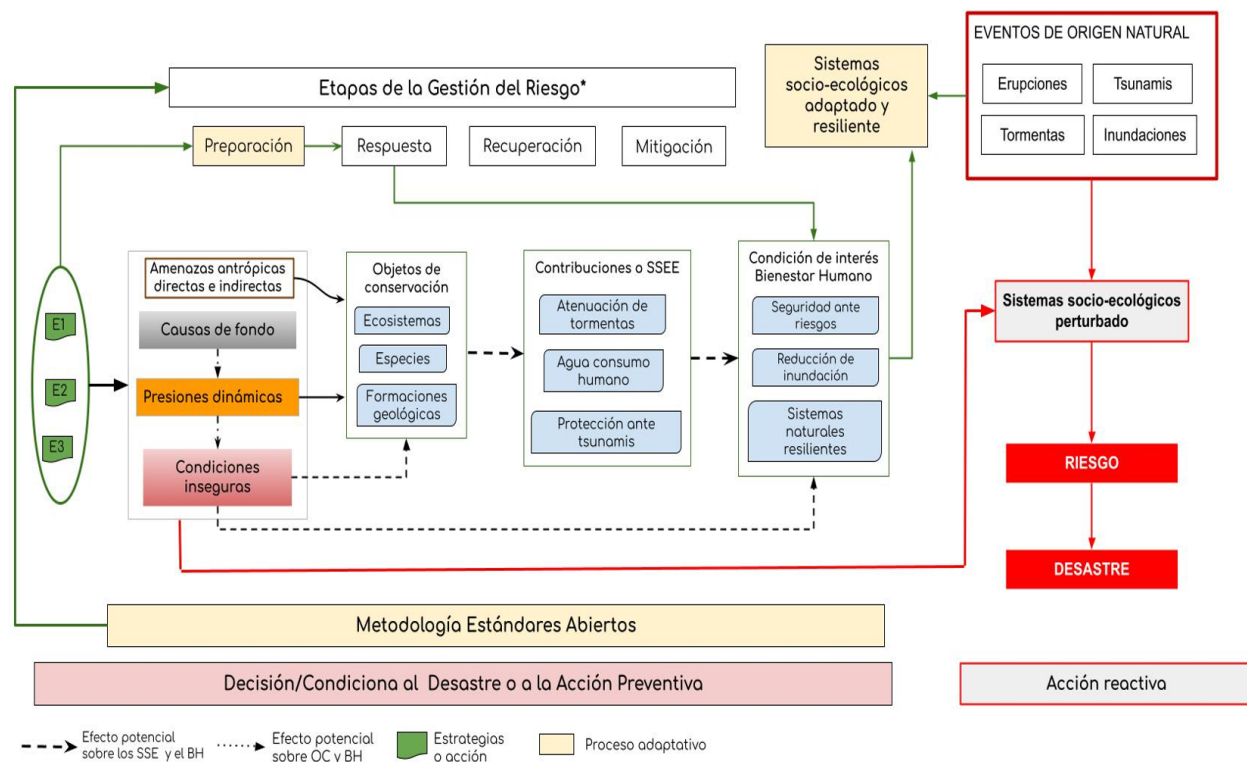 EVENTOS DE ORIGEN NATURAL
Erupciones
Tsunamis
Tormentas
Inundaciones
Sistemas
socio-ecológicos
adaptado y
resiliente
Etapas de la Gestión del Riesgo*
Preparación
Respuesta
Recuperación
Mitigación
E1
E2
E3
Amenazas antrópicas
directas e indirectas
Causas de fondo
Presiones dinámicas
Condiciones
inseguras
Objetos de
conservación
Ecosistemas
Especies
Formaciones
geológicas
Contribuciones o SSEE
Atenuación de
tormentas
Agua consumo
humano
Protección ante
tsunamis
Condición de interés
Bienestar Humano
Seguridad ante
riesgos
Reducción de
inundación
Sistemas
naturales
resilientes
Sistemas socio-ecológicos
perturbado
RIESGO
DESASTRE
Metodología Estándares Abiertos
Decisión/Condiciona al Desastre o a la Acción Preventiva
Acción reactiva
Efecto potencial
sobre los SSE y el BH
Efecto potencial
sobre OC y BH
Estrategias
o acción
Proceso adaptativo